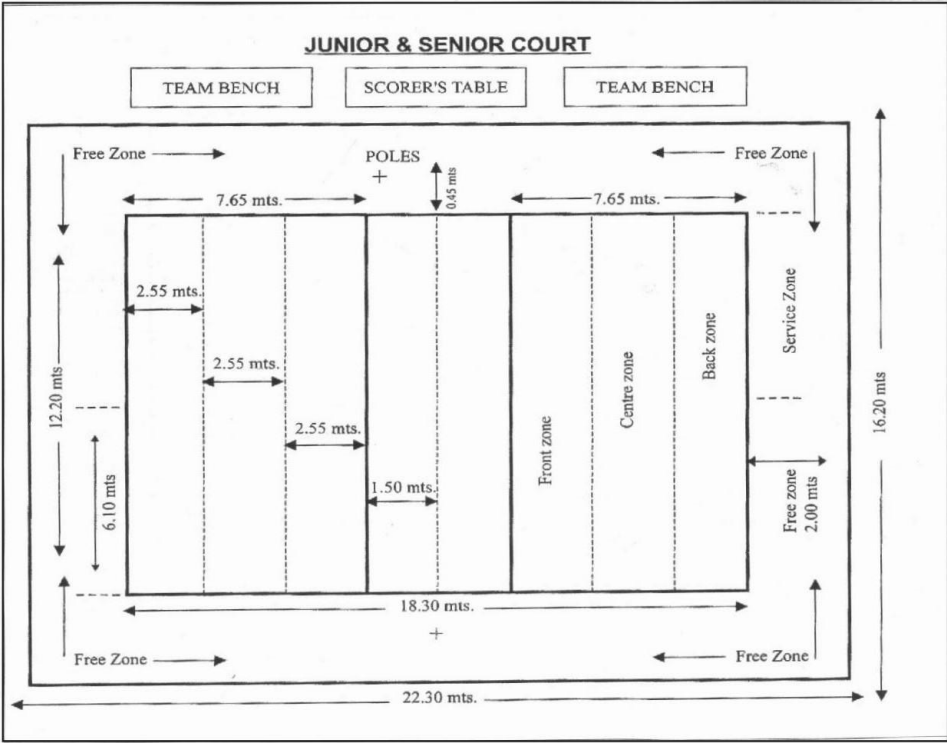 JUNIOR & SENIOR COURT
TEAM BENCH
SCORER'S TABLE
TEAM BENCH
Free Zone
POLES
Free Zone
0.45 mts
7.65 mts.
7.65 mts.
2.55 mts.
2.55 mts.
2.55 mts.
1.50 mts.
12.20 mts
6.10 mts
Front zone
Centre zone
Back zone
Service Zone
Free zone
2.00 mts
16.20 mts
18.30 mts.
Free Zone
Free Zone
22.30 mts.